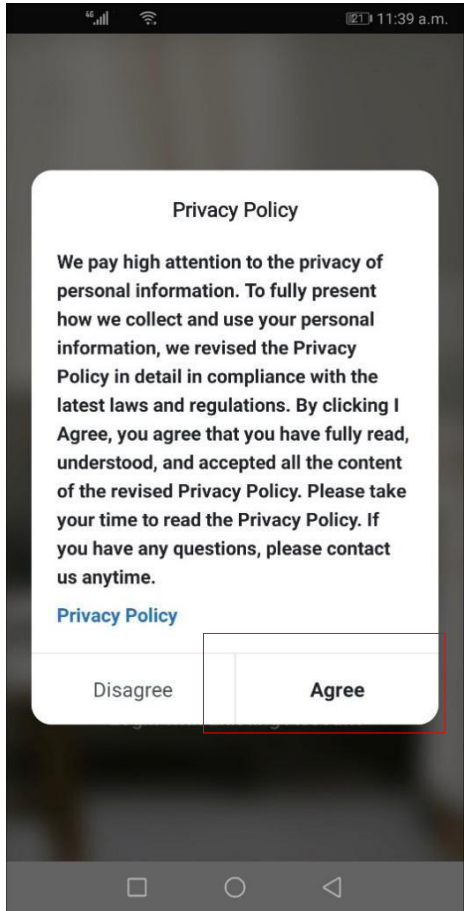 4G 21 11:39 a.m.
Privacy Policy
We pay high attention to the privacy of
personal information. To fully present
how we collect and use your personal
information, we revised the Privacy
Policy in detail in compliance with the
latest laws and regulations. By clicking I
Agree, you agree that you have fully read,
understood, and accepted all the content
of the revised Privacy Policy. Please take
your time to read the Privacy Policy. If
you have any questions, please contact
us anytime.
Privacy Policy
Disagree Agree